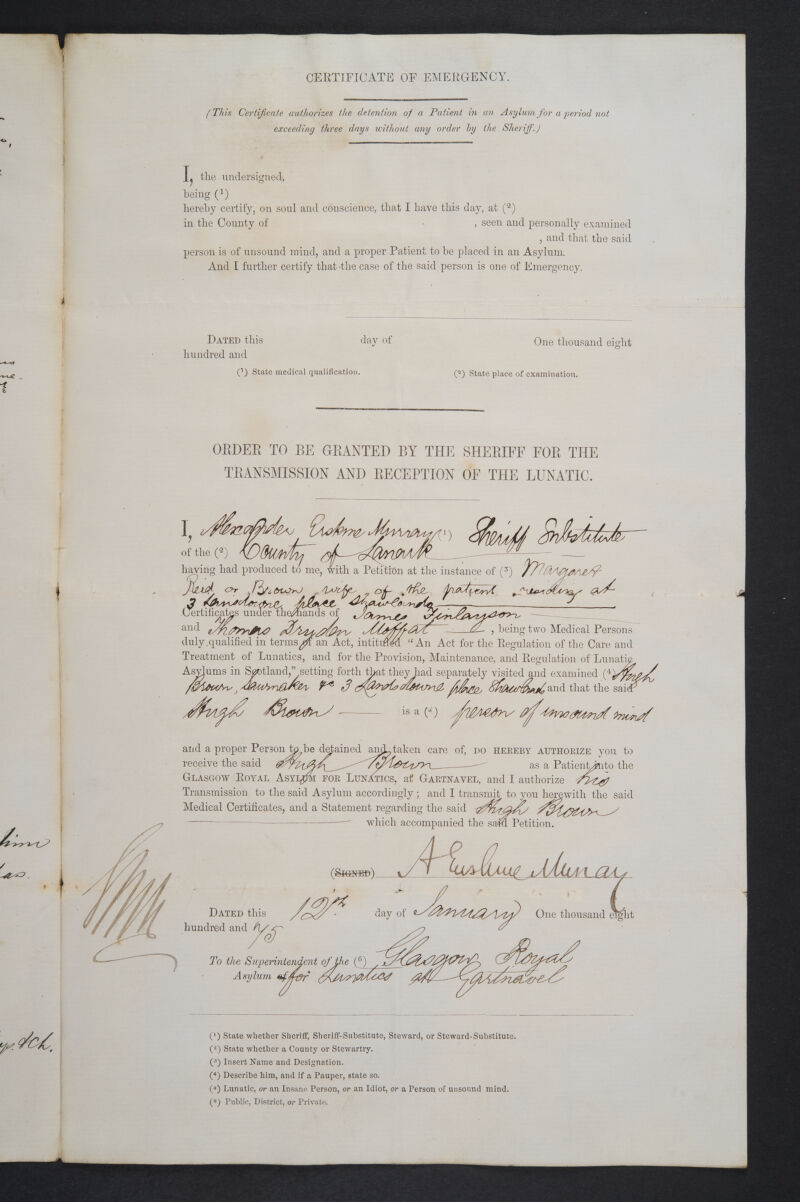 CERTIFICATE OF EMERGENCY.
(This Certificate authorizes the detention of a Patient in an Asylum for a period not
exceeding three days without any order by the Sheriff.)
I, the undersigned,
being (1)
hereby certify, on soul and conscience, that I have this day, at (2)
in the County of , seen and personally examined
, and that the said
person is of unsound mind, and a proper Patient to be placed in an Asylum.
And I further certify that the case of the said person is one of Emergency.
DATED this day of One thousand eight
hundred and
(1) State medical qualification. (2) State place of examination.
ORDER TO BE GRANTED BY THE SHERIFF FOR THE
TRANSMISSION AND RECEPTION OF THE LUNATIC.
I, Alexander Erskine Murray (1) Sheriff Substitute
of the (2) County of Lanark
having had produced to me, with a Petition at the instance of (3) Margaret
Reid or Brown wife of the patient residing at
3 Lansdowne place Shawlands
Certificates under the hands of James Finlayson
and Thomas Dryden Moffat , being two Medical Persons
duly qualified in terms of an Act, intituled "An Act for the Regulation of the Care and
Treatment of Lunatics, and for the Provision, Maintenance, and Regulation of Lunatic
Asylums in Scotland," setting forth that they had separately visited and examined (4) Hugh
Brown, 3 Landsdowne place Shawlands and that the said
Hugh Brown is a (5) person of unsound mind
and a proper Person to be detained and taken care of, DO HEREBY AUTHORIZE you to
receive the said Hugh Brown as a Patient into the
GLASGOW ROYAL ASYLUM FOR LUNATICS, at GARTNAVEL, and I authorize his
Transmission to the said Asylum accordingly; and I transmit to you herewith the said
Medical Certificates, and a Statement regarding the said Hugh Brown
which accompanied the said Petition.
(SIGNED) A Erskine Murray
DATED this 12th day of January One thousand eight
hundred and 75
To the Superintendent of the (6) Glasgow Royal
Asylum for Lunatics at Gartnavel
(1) State whether Sheriff, Sheriff-Substitute, Steward, or Steward-Substitute.
(2) State whether a County or Stewartry.
(3) Insert Name and Designation.
(4) Describe him, and if a Pauper, state so.
(5) Lunatic, or an Insane Person, or an Idiot, or a Person of unsound mind.
(6) Public, District, or Private.